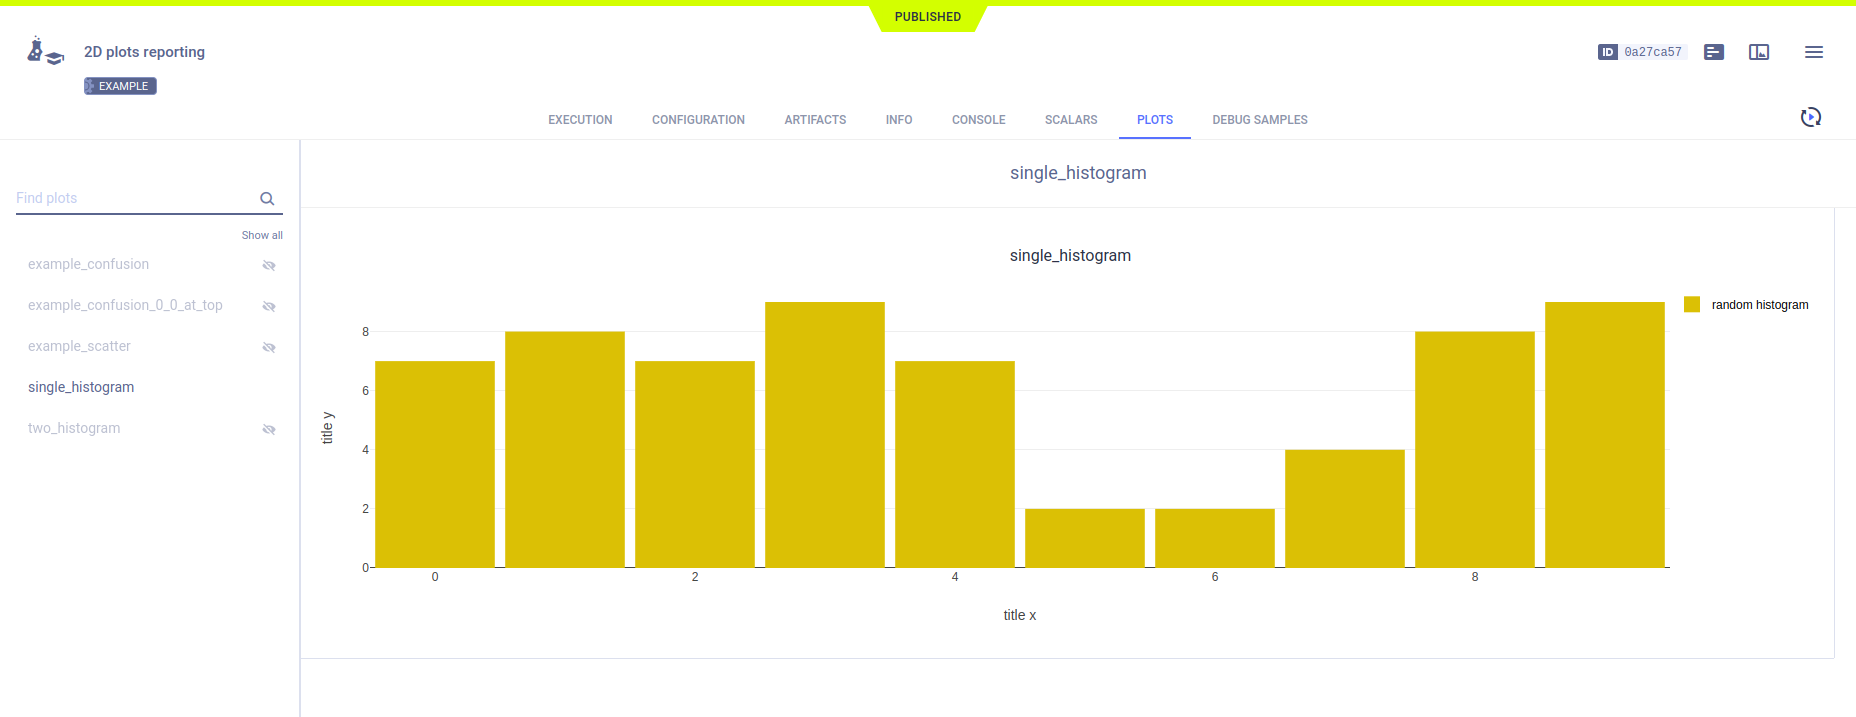 PUBLISHED
2D plots reporting
EXAMPLE
ID 0a27ca57
EXECUTION CONFIGURATION ARTIFACTS INFO CONSOLE SCALARS PLOTS DEBUG SAMPLES
Find plots
Show all
example_confusion
example_confusion_0_0_at_top
example_scatter
single_histogram
two_histogram
single_histogram
single_histogram
random histogram
8
6
4
2
0
title y
0 2 4 6 8
title x